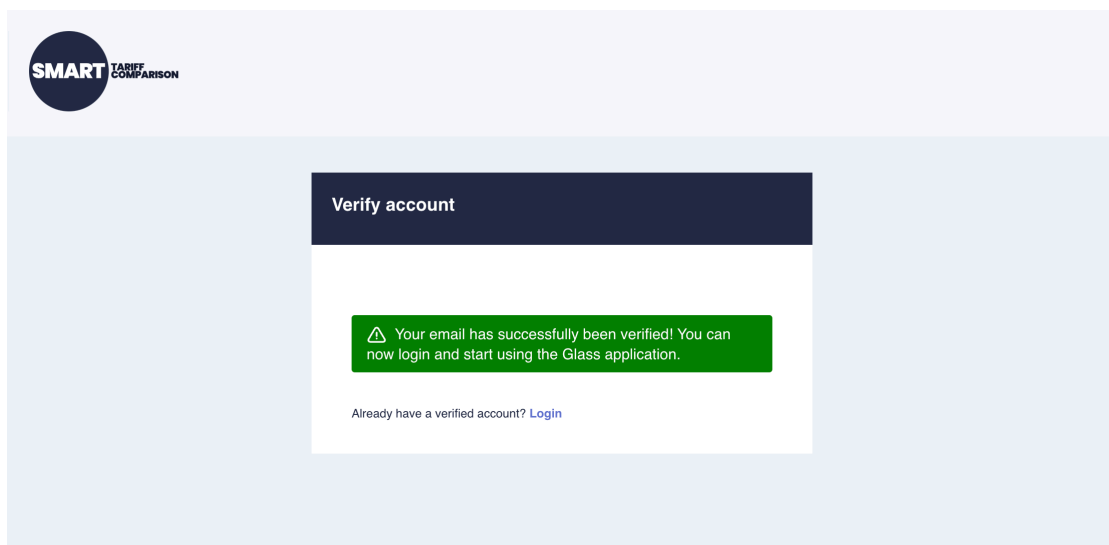 SMART TARIFF
COMPARISON
Verify account
Your email has successfully been verified! You can
now login and start using the Glass application.
Already have a verified account? Login